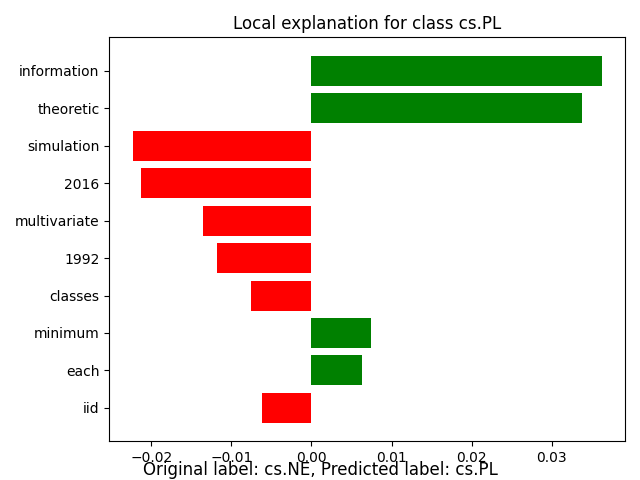 Local explanation for class cs.PL
information
theoretic
simulation
2016
multivariate
1992
classes
minimum
each
iid
−0.02 −0.01 0.00 0.01 0.02 0.03
Original label: cs.NE, Predicted label: cs.PL